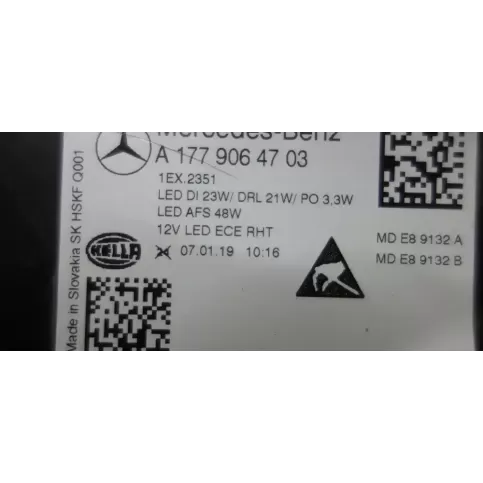 Mercedes-Benz
A 177 906 47 03
1EX.2351
LED DI 23W/ DRL 21W/ PO 3,3W
LED AFS 48W
12V LED ECE RHT
HELLA
07.01.19 10:16
MD E8 9132 A
MD E8 9132 B
Made in Slovakia SK HSKF Q001